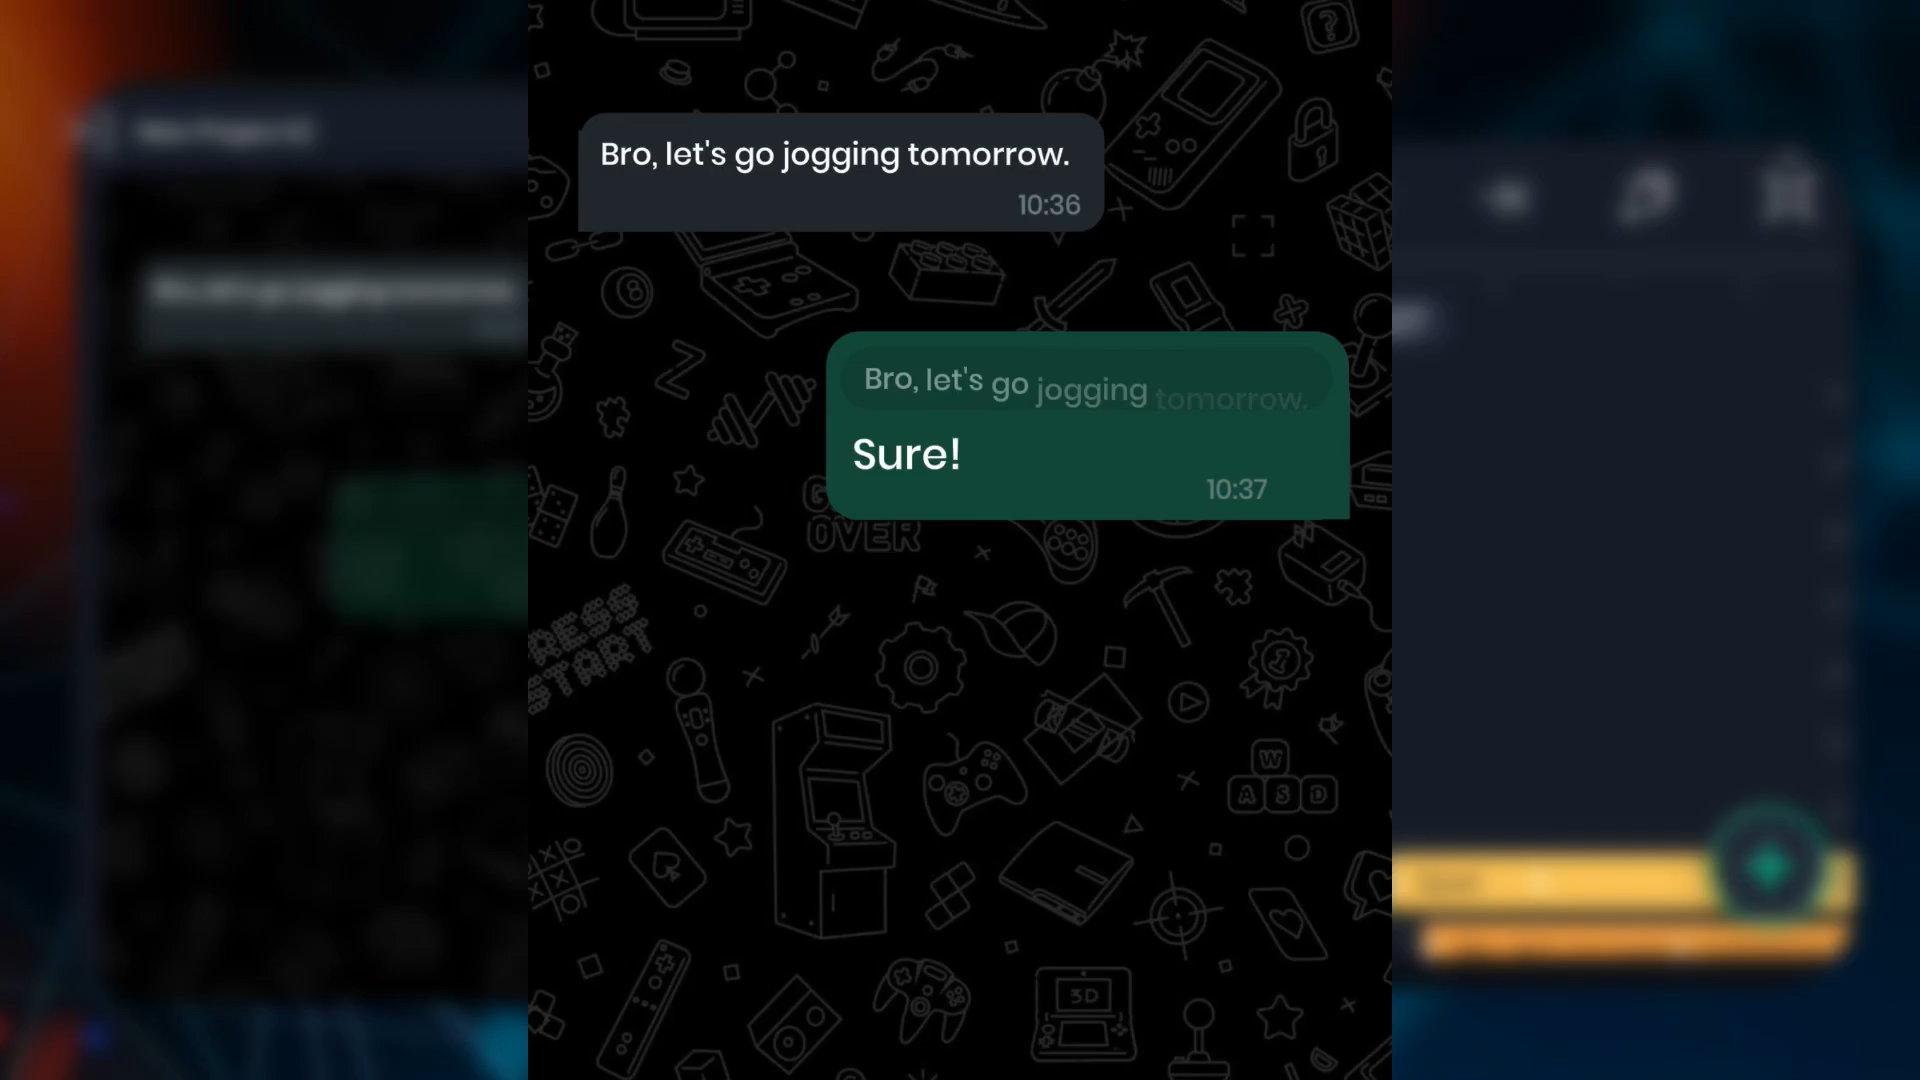 Bro, let's go jogging tomorrow.
10:36
Bro, let's go jogging tomorrow.
Sure!
10:37
G
OVER
PRESS
START
1
W
A S D
3D